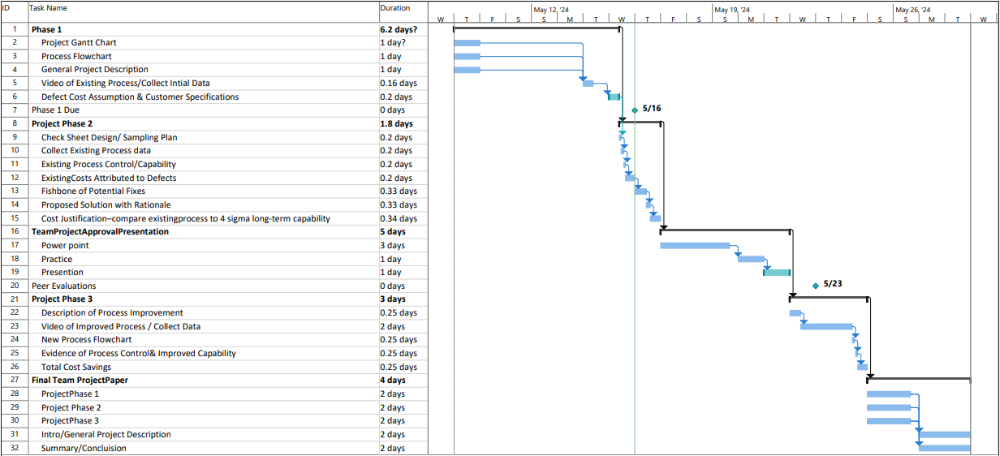 ID Task Name Duration May 12, '24 May 19, '24 May 26, '24
W T F S S M T W T F S S M T W T F S S M T W
1 Phase 1 6.2 days?
2 Project Gantt Chart 1 day?
3 Process Flowchart 1 day
4 General Project Description 1 day
5 Video of Existing Process/Collect Intial Data 0.16 days
6 Defect Cost Assumption & Customer Specifications 0.2 days
7 Phase 1 Due 0 days 5/16
8 Project Phase 2 1.8 days
9 Check Sheet Design/ Sampling Plan 0.2 days
10 Collect Existing Process data 0.2 days
11 Existing Process Control/Capability 0.2 days
12 ExistingCosts Attributed to Defects 0.2 days
13 Fishbone of Potential Fixes 0.33 days
14 Proposed Solution with Rationale 0.33 days
15 Cost Justification–compare existingprocess to 4 sigma long-term capability 0.34 days
16 TeamProjectApprovalPresentation 5 days
17 Power point 3 days
18 Practice 1 day
19 Presention 1 day
20 Peer Evaluations 0 days 5/23
21 Project Phase 3 3 days
22 Description of Process Improvement 0.25 days
23 Video of Improved Process / Collect Data 2 days
24 New Process Flowchart 0.25 days
25 Evidence of Process Control& Improved Capability 0.25 days
26 Total Cost Savings 0.25 days
27 Final Team ProjectPaper 4 days
28 ProjectPhase 1 2 days
29 Project Phase 2 2 days
30 ProjectPhase 3 2 days
31 Intro/General Project Description 2 days
32 Summary/Concluision 2 days